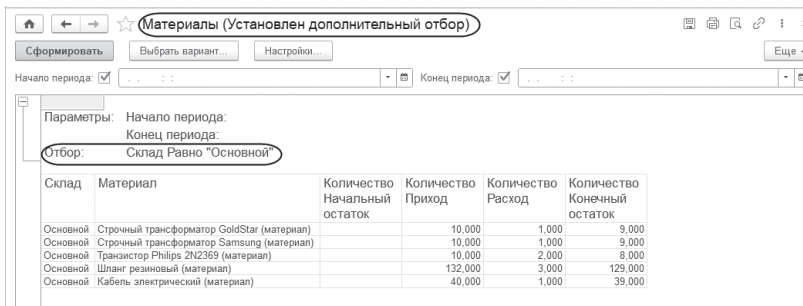 Материалы (Установлен дополнительный отбор)
Сформировать Выбрать вариант... Настройки... Еще
Начало периода: . . : : Конец периода: . . : :
Параметры: Начало периода:
Конец периода:
Отбор: Склад Равно "Основной"
Склад Материал Количество Начальный остаток Количество Приход Количество Расход Количество Конечный остаток
Основной Строчный трансформатор GoldStar (материал) 10,000 1,000 9,000
Основной Строчный трансформатор Samsung (материал) 10,000 1,000 9,000
Основной Транзистор Philips 2N2369 (материал) 10,000 2,000 8,000
Основной Шланг резиновый (материал) 132,000 3,000 129,000
Основной Кабель электрический (материал) 40,000 1,000 39,000